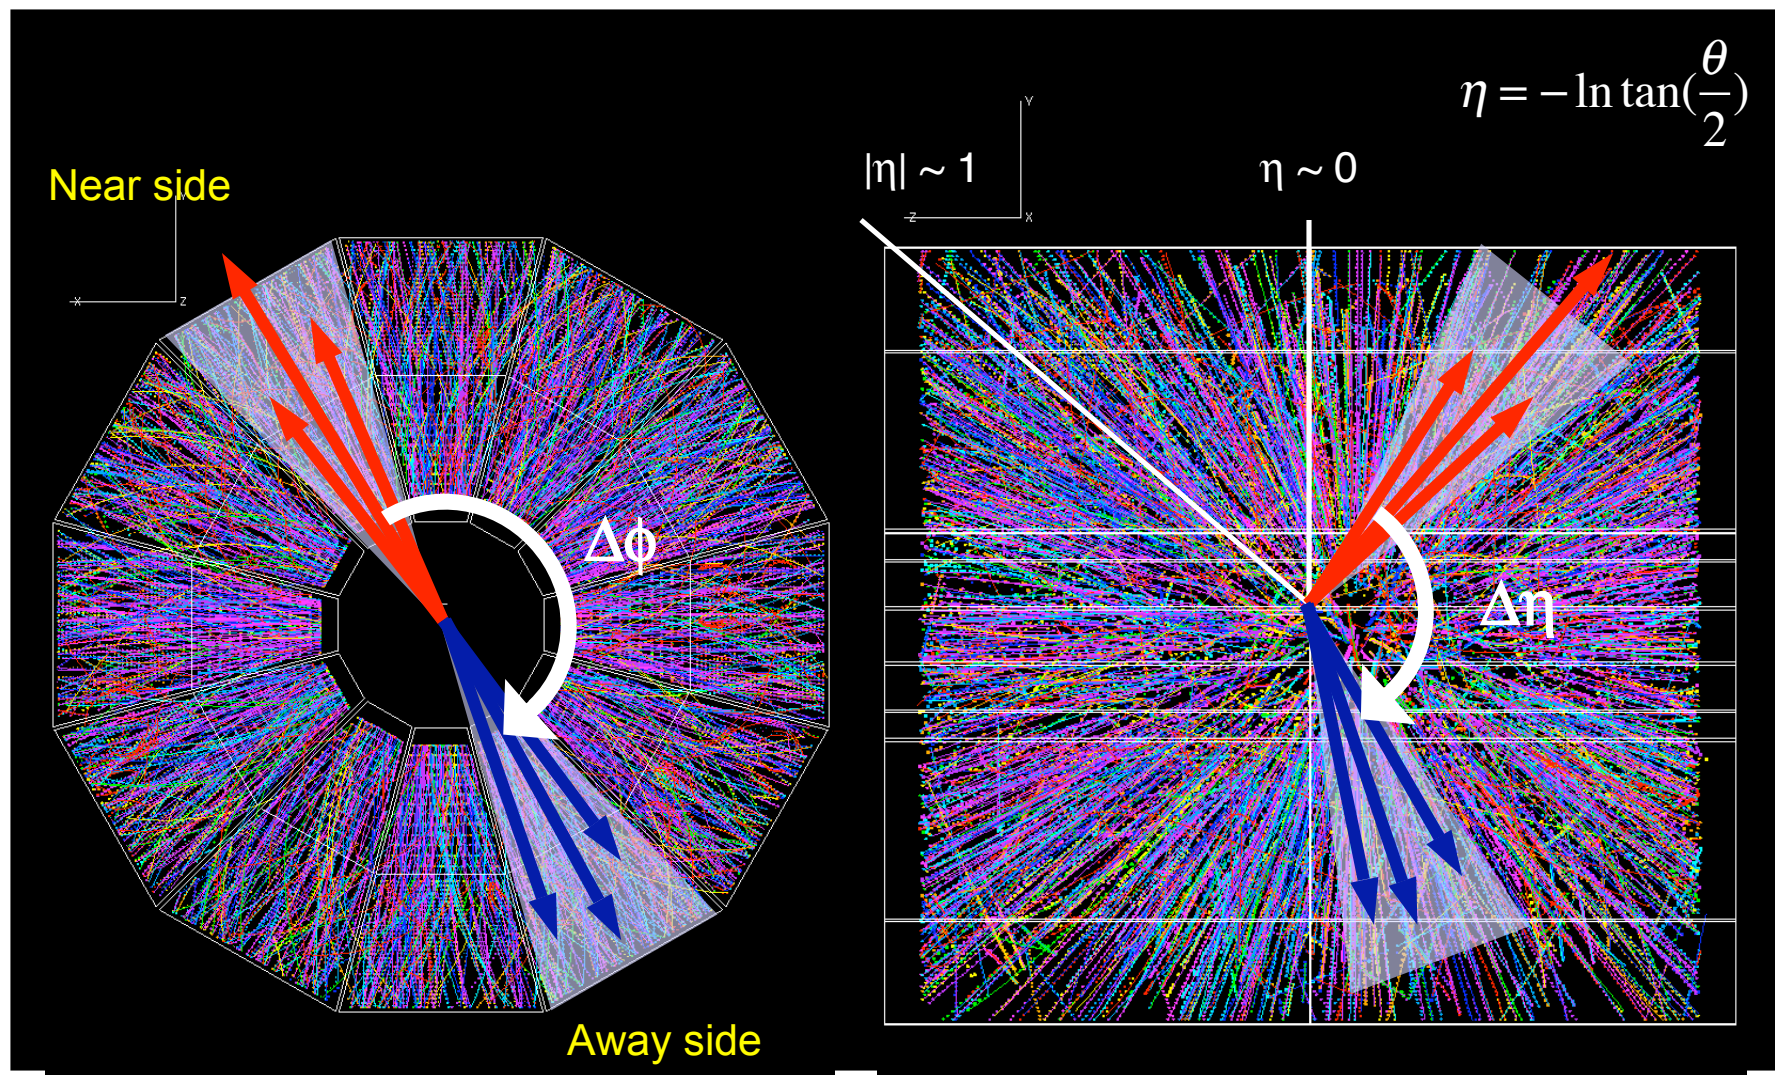 η = − ln tan(θ/2)
|η| ~ 1
η ~ 0
Near side
Y
X
Z
Y
Z
X
Δϕ
Δη
Away side